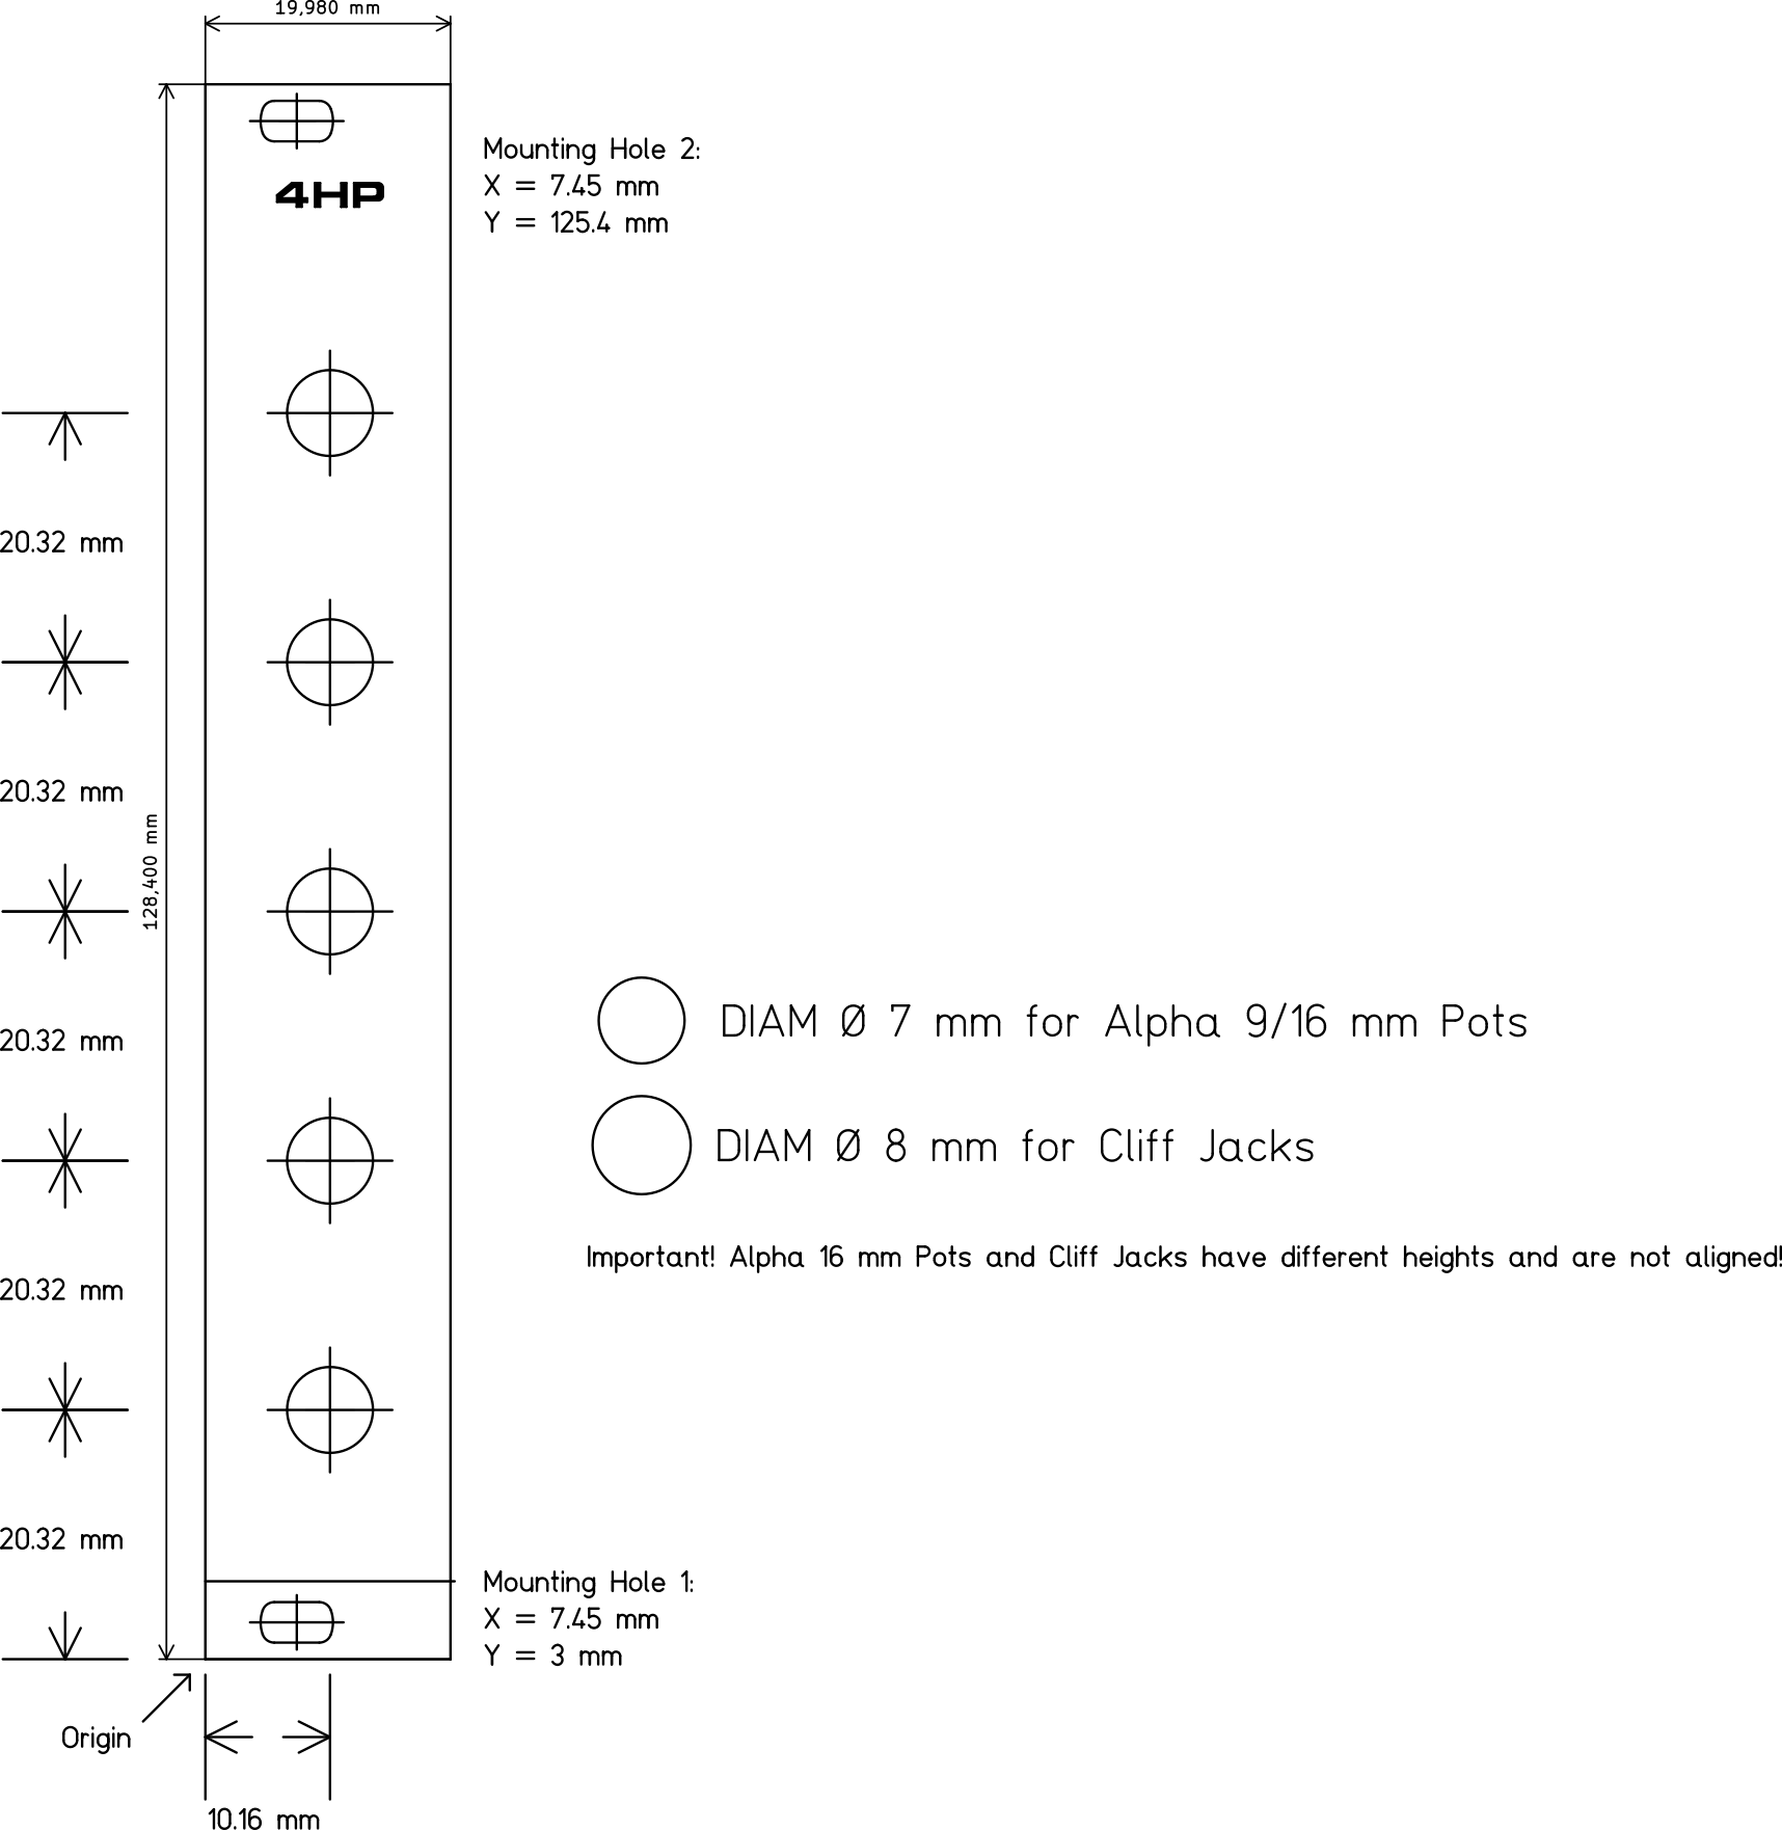 19,980 mm
Mounting Hole 2:
X = 7.45 mm
4HP
Y = 125.4 mm
20.32 mm
20.32 mm
128,400 mm
DIAM Ø 7 mm for Alpha 9/16 mm Pots
20.32 mm
DIAM Ø 8 mm for Cliff Jacks
Important! Alpha 16 mm Pots and Cliff Jacks have different heights and are not aligned!
20.32 mm
20.32 mm
Mounting Hole 1:
X = 7.45 mm
Y = 3 mm
Origin
10.16 mm